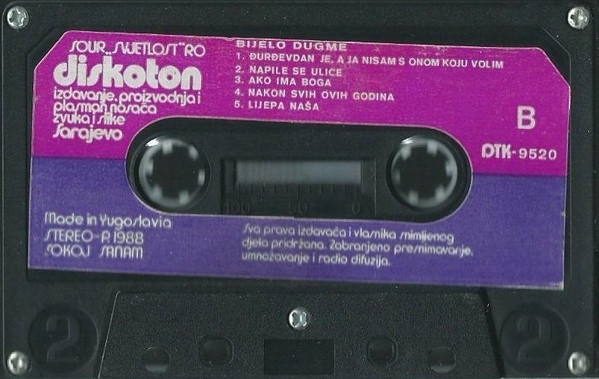 SOUR „SVJETLOST" RO
diskoton
izdavanje, proizvodnja i
plasman nosača
zvuka i slike
Sarajevo
BIJELO DUGME
1. ĐURĐEVDAN JE, A JA NISAM S ONOM KOJU VOLIM
2. NAPILE SE ULICE
3. AKO IMA BOGA
4. NAKON SVIH OVIH GODINA
5. LIJEPA NAŠA
B
DTK-9520
100 50 0
Made in Yugoslavia
STEREO-P. 1988
SOKOJ SANAM
Sva prava izdavača i vlasnika snimljenog
djela pridržana. Zabranjeno presnimavanje,
umnožavanje i radio difuzija.
2 2